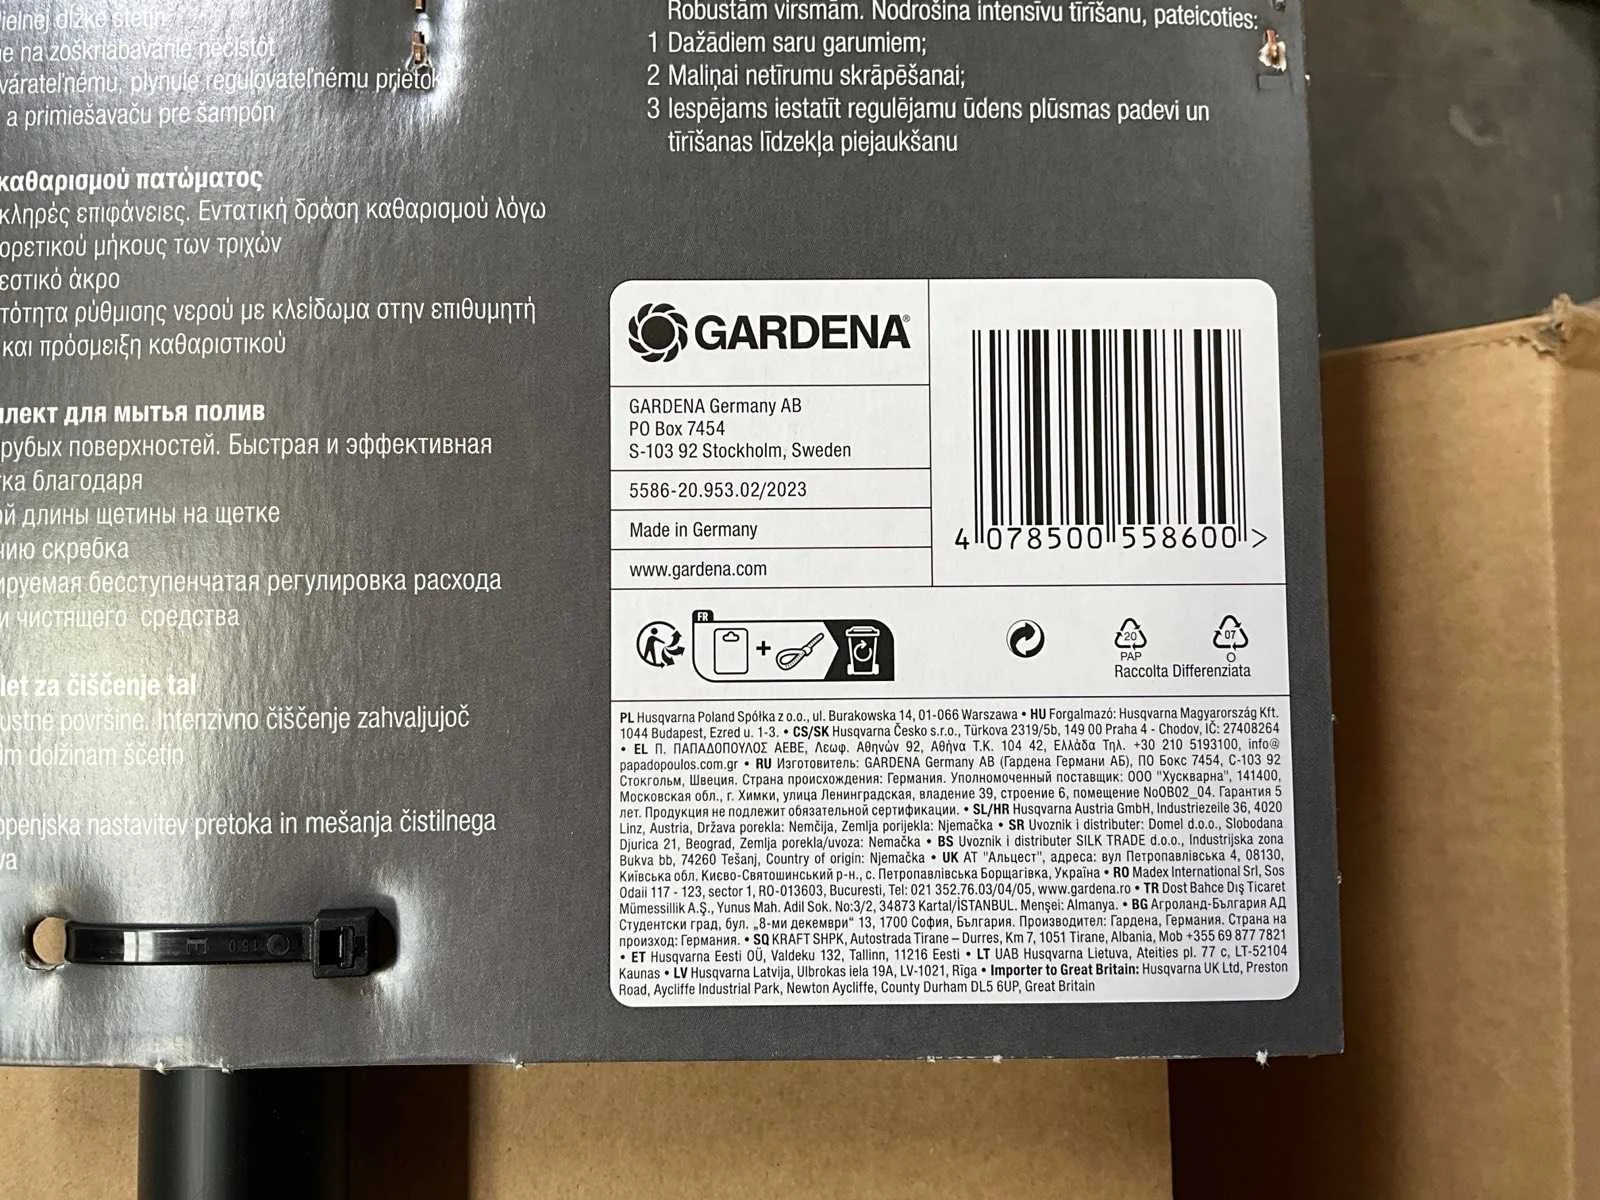 dĺžke štetín
na zoškriabavanie nečistôt
plynule regulovateľnému prietoku
a primiešavaču pre šampón
καθαρισμού πατώματος
επιφάνειες. Εντατική δράση καθαρισμού λόγω
μήκους των τριχών
άκρο
ρύθμισης νερού με κλείδωμα στην επιθυμητή
και πρόσμειξη καθαριστικού
для мытья полив
поверхностей. Быстрая и эффективная
благодаря
длины щетины на щетке
скребка
бесступенчатая регулировка расхода
и чистящего средства
za čiščenje tal
površine. Intenzivno čiščenje zahvaljujoč
dolžinam ščetin
nastavitev pretoka in mešanja čistilnega
Robustām virsmām. Nodrošina intensīvu tīrīšanu, pateicoties:
1 Dažādiem saru garumiem;
2 Maliņai netīrumu skrāpēšanai;
3 Iespējams iestatīt regulējamu ūdens plūsmas padevi un
tīrīšanas līdzekļa piejaukšanu
GARDENA®
GARDENA Germany AB
PO Box 7454
S-103 92 Stockholm, Sweden
5586-20.953.02/2023
Made in Germany
www.gardena.com
4 078500 558600 >
FR
+
20
PAP
07
O
Raccolta Differenziata
PL Husqvarna Poland Spółka z o.o., ul. Burakowska 14, 01-066 Warszawa • HU Forgalmazó: Husqvarna Magyarország Kft.
1044 Budapest, Ezred u. 1-3. • CS/SK Husqvarna Česko s.r.o., Türkova 2319/5b, 149 00 Praha 4 - Chodov, IČ: 27408264
• EL Π. ΠΑΠΑΔΟΠΟΥΛΟΣ ΑΕΒΕ, Λεωφ. Αθηνών 92, Αθήνα Τ.Κ. 104 42, Ελλάδα Τηλ. +30 210 5193100, info@
papadopoulos.com.gr • RU Изготовитель: GARDENA Germany AB (Гардена Германи АБ), ПО Бокс 7454, С-103 92
Стокгольм, Швеция. Страна происхождения: Германия. Уполномоченный поставщик: ООО "Хускварна", 141400,
Московская обл., г. Химки, улица Ленинградская, владение 39, строение 6, помещение NoOB02_04. Гарантия 5
лет. Продукция не подлежит обязательной сертификации. • SL/HR Husqvarna Austria GmbH, Industriezeile 36, 4020
Linz, Austria, Država porekla: Nemčija, Zemlja porijekla: Njemačka • SR Uvoznik i distributer: Domel d.o.o., Slobodana
Djurica 21, Beograd, Zemlja porekla/uvoza: Nemačka • BS Uvoznik i distributer SILK TRADE d.o.o., Industrijska zona
Bukva bb, 74260 Tešanj, Country of origin: Njemačka • UK АТ "Альцест", адреса: вул Петропавлівська 4, 08130,
Київська обл. Києво-Святошинський р-н., с. Петропавлівська Борщагівка, Україна • RO Madex International Srl, Sos
Odaii 117 - 123, sector 1, RO-013603, Bucuresti, Tel: 021 352.76.03/04/05, www.gardena.ro • TR Dost Bahce Dış Ticaret
Mümessillik A.Ş., Yunus Mah. Adil Sok. No:3/2, 34873 Kartal/İSTANBUL. Menşei: Almanya. • BG Агроланд-България АД
Студентски град, бул. „8-ми декември“ 13, 1700 София, България. Производител: Гардена, Германия. Страна на
произход: Германия. • SQ KRAFT SHPK, Autostrada Tirane – Durres, Km 7, 1051 Tirane, Albania, Mob +355 69 877 7821
• ET Husqvarna Eesti OÜ, Valdeku 132, Tallinn, 11216 Eesti • LT UAB Husqvarna Lietuva, Ateities pl. 77 c, LT-52104
Kaunas • LV Husqvarna Latvija, Ulbrokas iela 19A, LV-1021, Rīga • Importer to Great Britain: Husqvarna UK Ltd, Preston
Road, Aycliffe Industrial Park, Newton Aycliffe, County Durham DL5 6UP, Great Britain